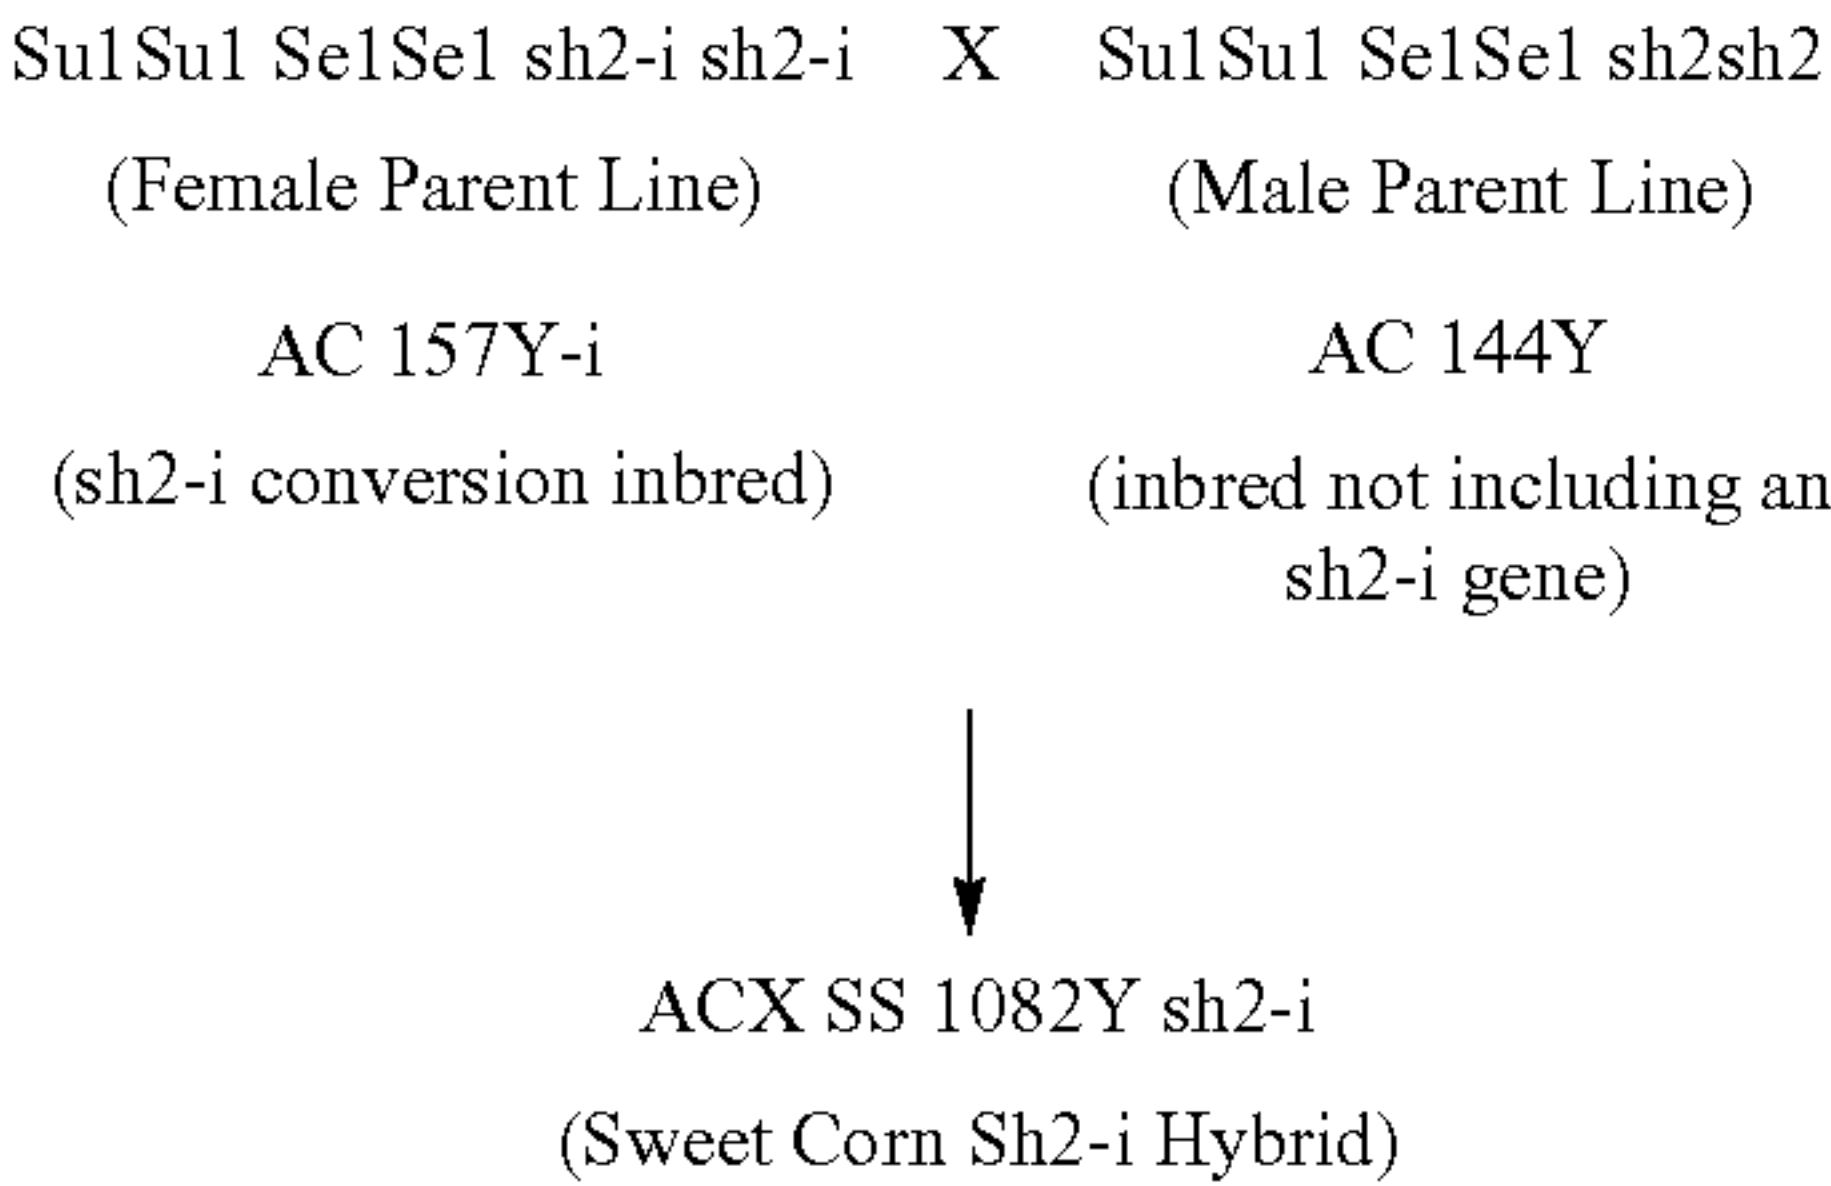 Su1Su1 Se1Se1 sh2-i sh2-i X Su1Su1 Se1Se1 sh2sh2
(Female Parent Line) (Male Parent Line)
AC 157Y-i AC 144Y
(sh2-i conversion inbred) (inbred not including an
sh2-i gene)
ACX SS 1082Y sh2-i
(Sweet Corn Sh2-i Hybrid)